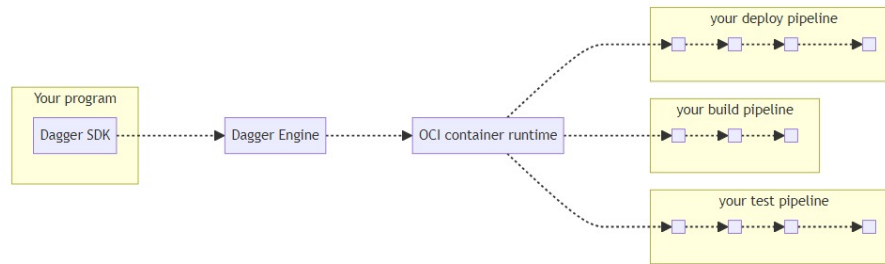 your deploy pipeline
Your program
Dagger SDK
Dagger Engine
OCI container runtime
your build pipeline
your test pipeline